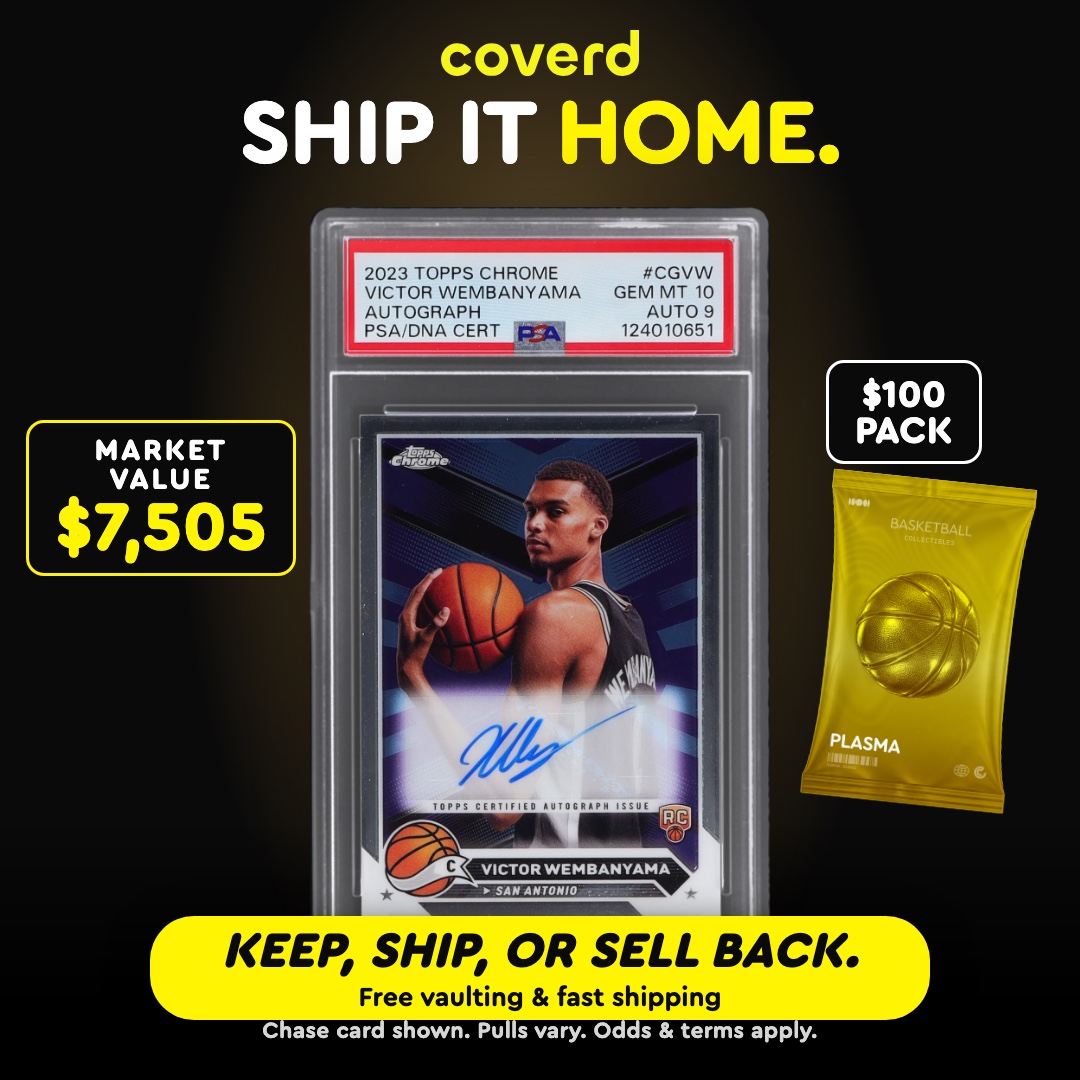 coverd
SHIP IT HOME.
2023 TOPPS CHROME #CGVW
VICTOR WEMBANYAMA GEM MT 10
AUTOGRAPH AUTO 9
PSA/DNA CERT PSA 124010651
MARKET
VALUE
$7,505
$100
PACK
TOPPS
Chrome
BASKETBALL
COLLECTIBLES
PLASMA
TOPPS CERTIFIED AUTOGRAPH ISSUE
RC
C
VICTOR WEMBANYAMA
SAN ANTONIO
KEEP, SHIP, OR SELL BACK.
Free vaulting & fast shipping
Chase card shown. Pulls vary. Odds & terms apply.